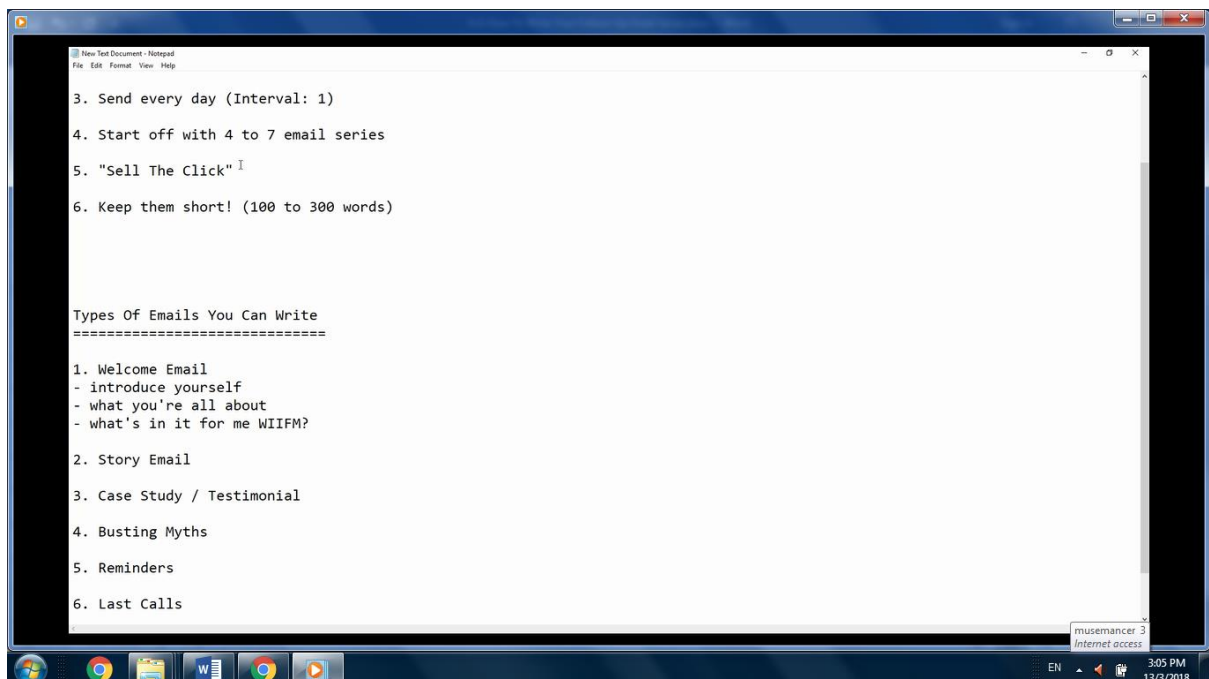 New Text Document - Notepad
File Edit Format View Help
3. Send every day (Interval: 1)
4. Start off with 4 to 7 email series
5. "Sell The Click"
6. Keep them short! (100 to 300 words)
Types Of Emails You Can Write
==============================
1. Welcome Email
- introduce yourself
- what you're all about
- what's in it for me WIIFM?
2. Story Email
3. Case Study / Testimonial
4. Busting Myths
5. Reminders
6. Last Calls
musemancer 3
Internet access
EN
3:05 PM
13/3/2018